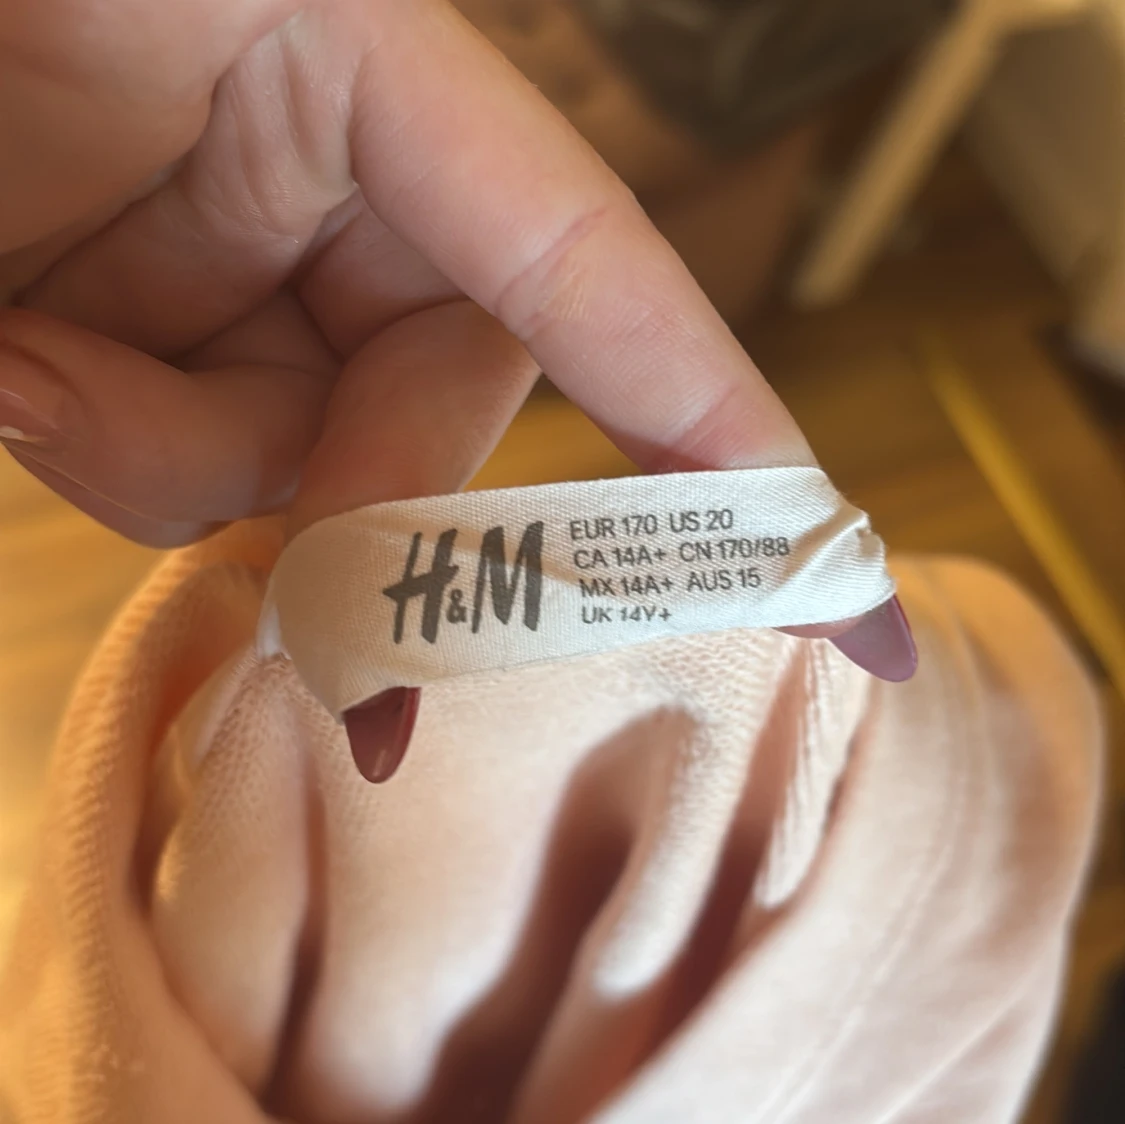 H&M
EUR 170 US 20
CA 14A+ CN 170/88
MX 14A+ AUS 15
UK 14Y+